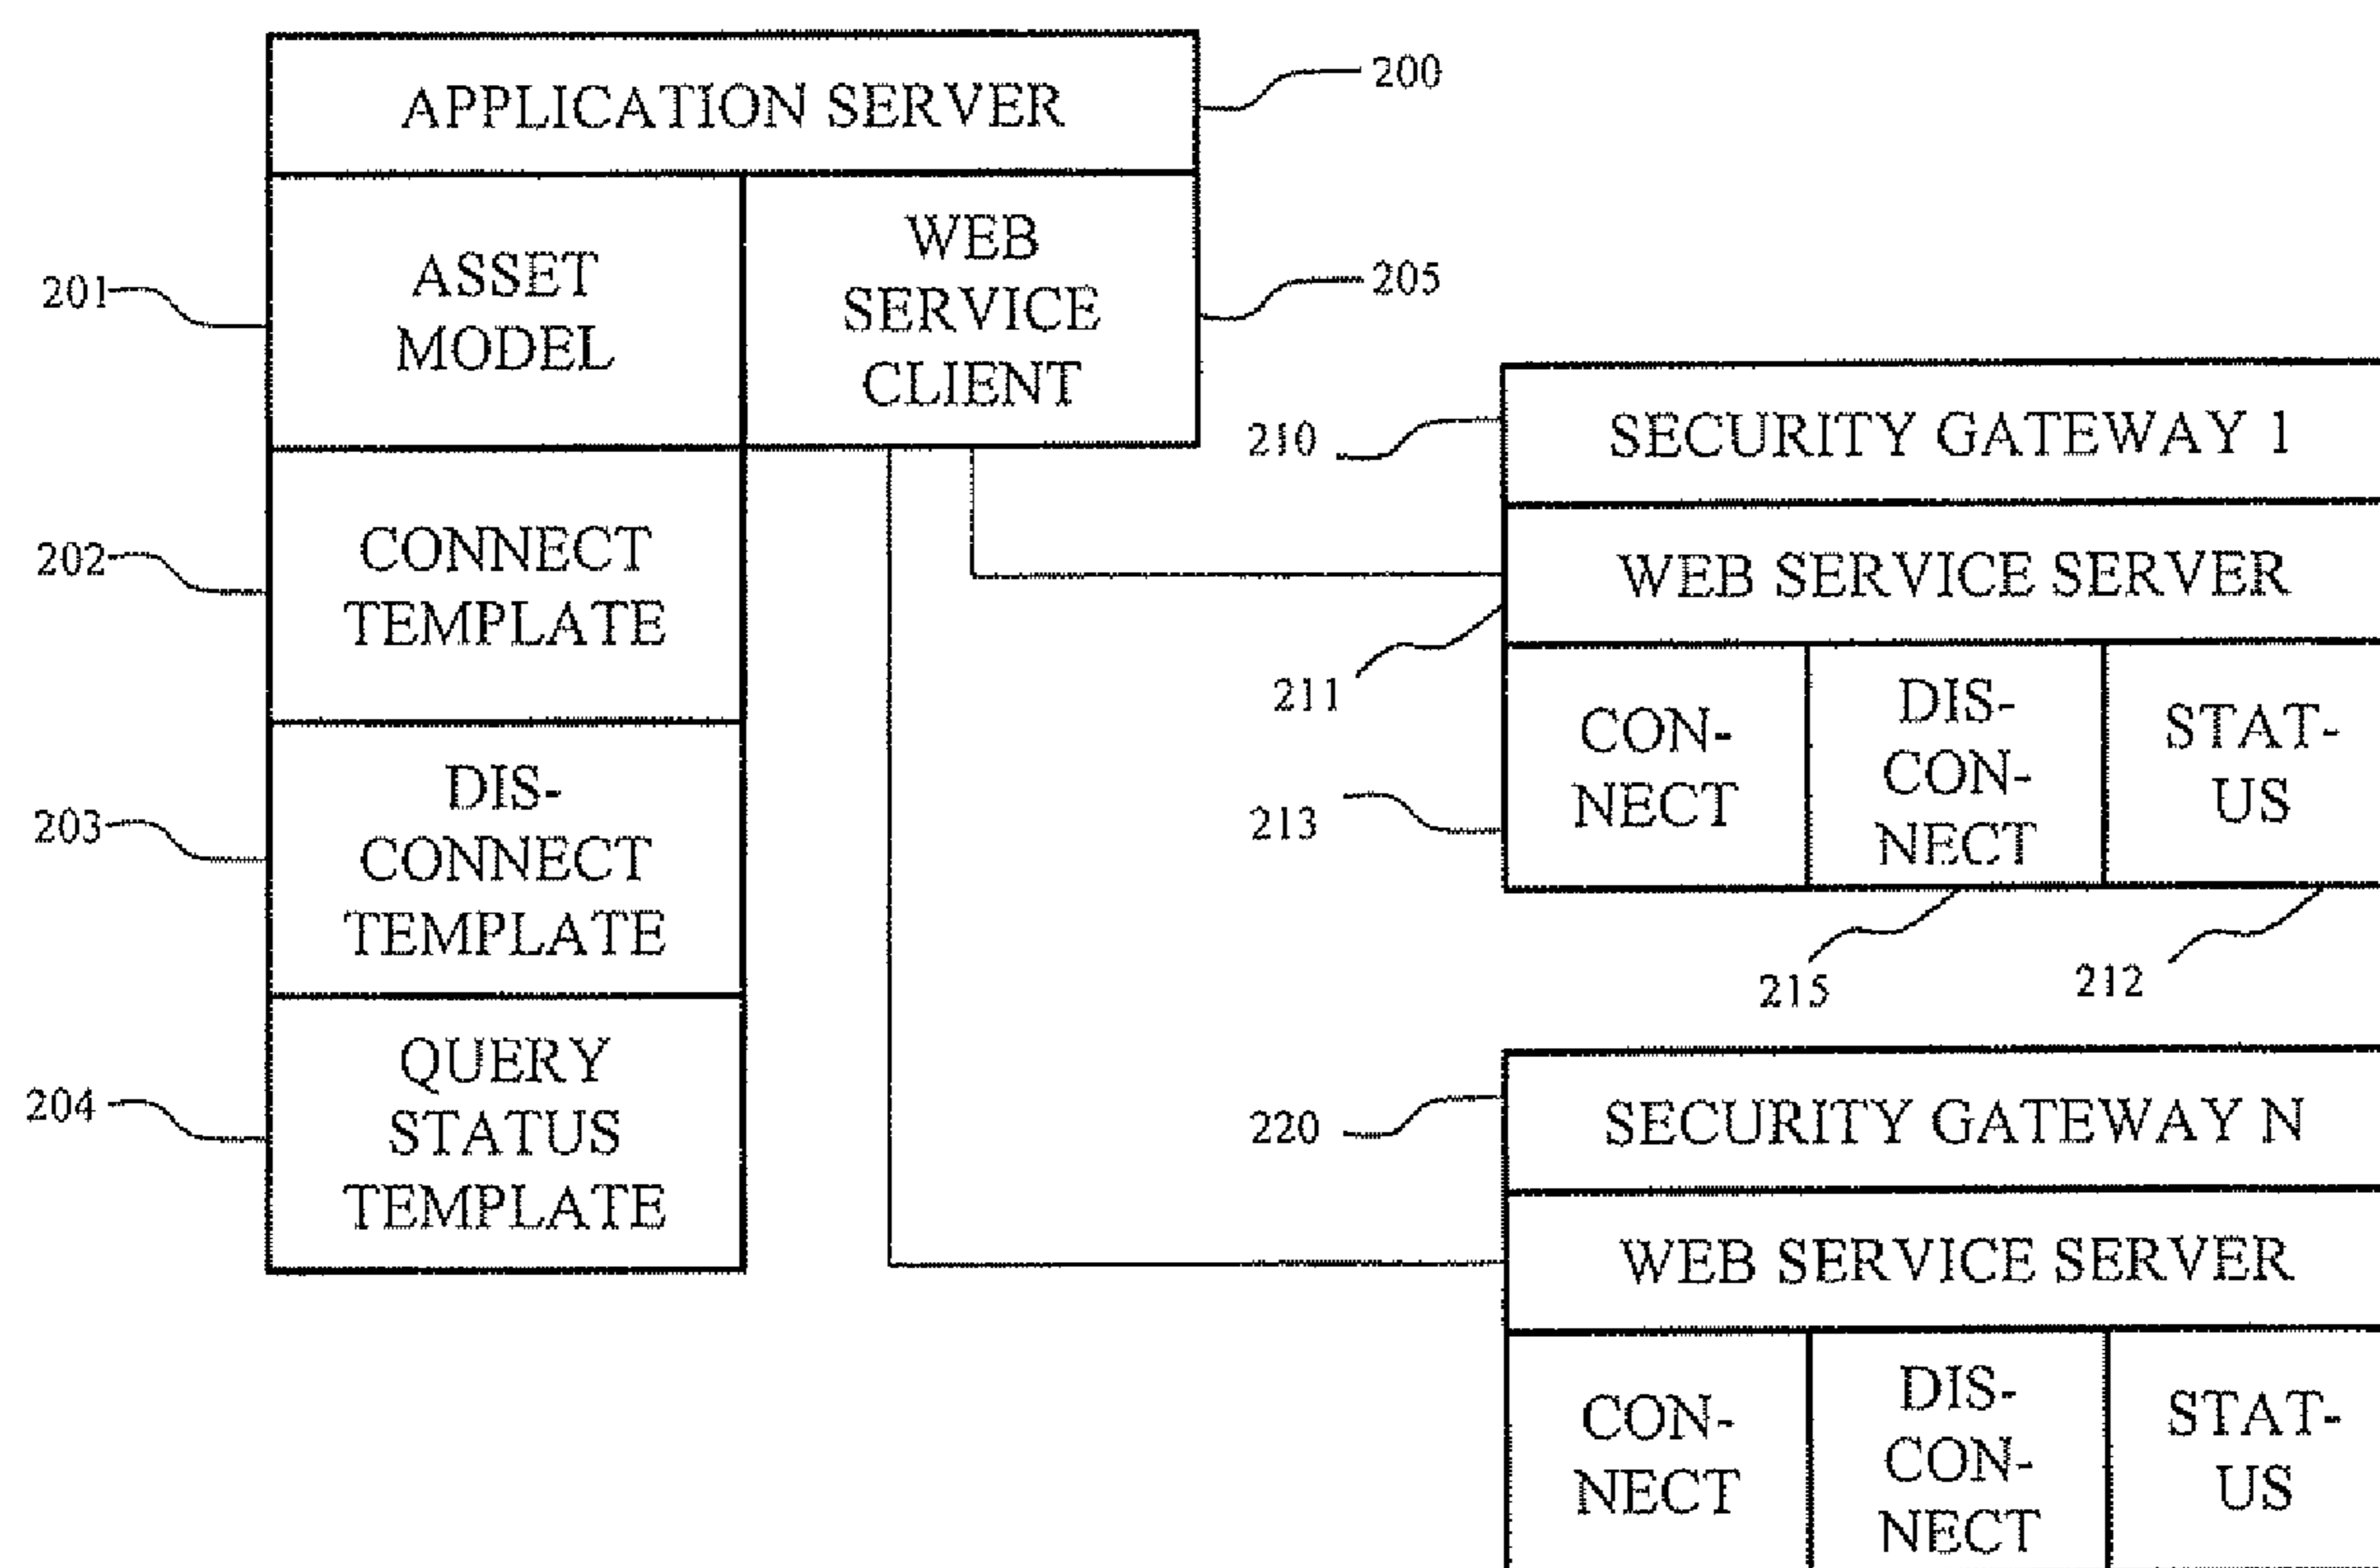 APPLICATION SERVER
200
201
ASSET
MODEL
WEB
SERVICE
CLIENT
205
202
CONNECT
TEMPLATE
203
DIS-
CONNECT
TEMPLATE
204
QUERY
STATUS
TEMPLATE
210
SECURITY GATEWAY 1
WEB SERVICE SERVER
211
213
CON-
NECT
DIS-
CON-
NECT
STAT-
US
215
212
220
SECURITY GATEWAY N
WEB SERVICE SERVER
CON-
NECT
DIS-
CON-
NECT
STAT-
US